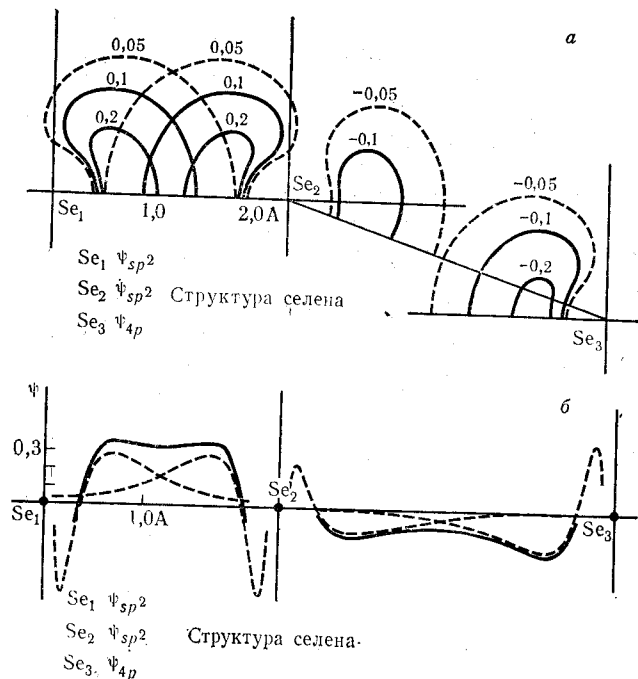 0,05 0,05 а
0,1 0,1 -0,05
0,2 0,2 -0,1
Se₂ -0,05
Se₁ 1,0 2,0 А -0,1
-0,2
Se₁ ψsp²
Se₂ ψsp² Структура селена
Se₃ ψ4p
Se₃
ψ б
0,3
Se₁ 1,0А Se₂ Se₃
Se₁ ψsp²
Se₂ ψsp² Структура селена
Se₃ ψ4p